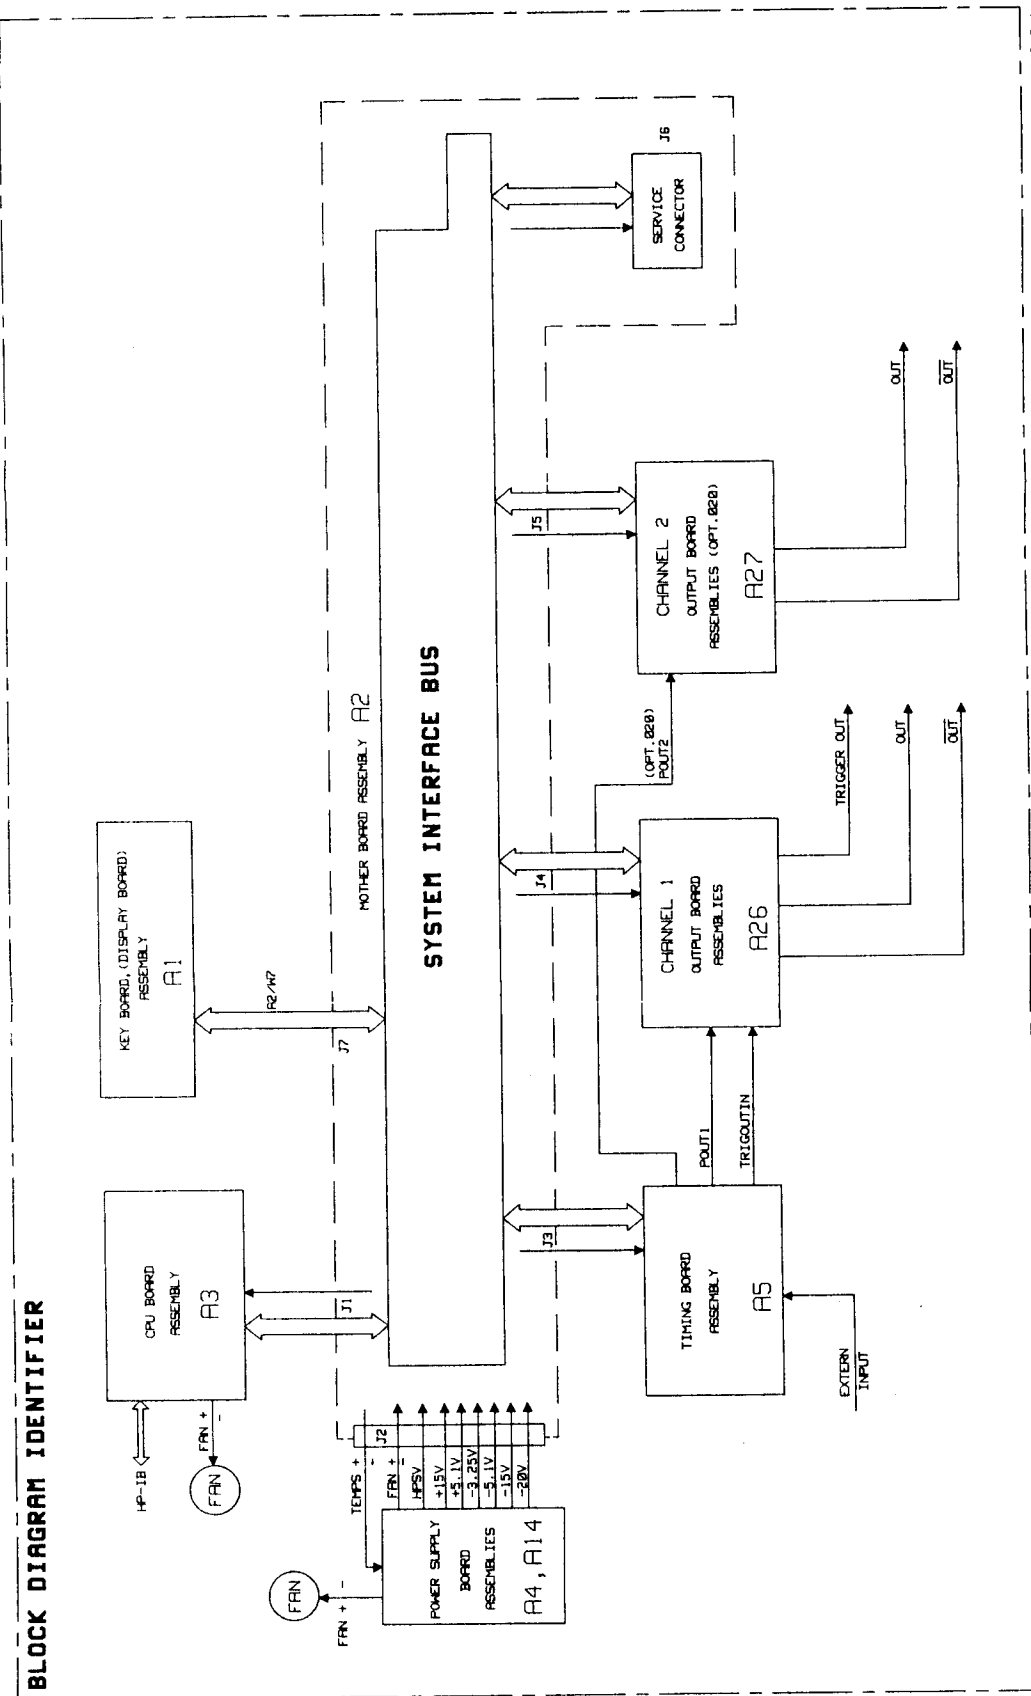 BLOCK DIAGRAM IDENTIFIER
HP-IB
FAN + -
FAN
CPU BOARD
ASSEMBLY
A3
J1
KEY BOARD,(DISPLAY BOARD)
ASSEMBLY
A1
A2/W7
J7
MOTHER BOARD ASSEMBLY A2
SYSTEM INTERFACE BUS
FAN
FAN + -
TEMPS + -
FAN + -
HPSV
+15V
+5.1V
-3.25V
-5.1V
-15V
-20V
J2
POWER SUPPLY
BOARD
ASSEMBLIES
A4,A14
J3
J4
J5
J6
SERVICE
CONNECTOR
TIMING BOARD
ASSEMBLY
A5
EXTERN
INPUT
POUT1
TRIGOUTIN
CHANNEL 1
OUTPUT BOARD
ASSEMBLIES
A26
(OPT.020)
POUT2
TRIGGER OUT
OUT
OUT
CHANNEL 2
OUTPUT BOARD
ASSEMBLIES (OPT.020)
A27
OUT
OUT